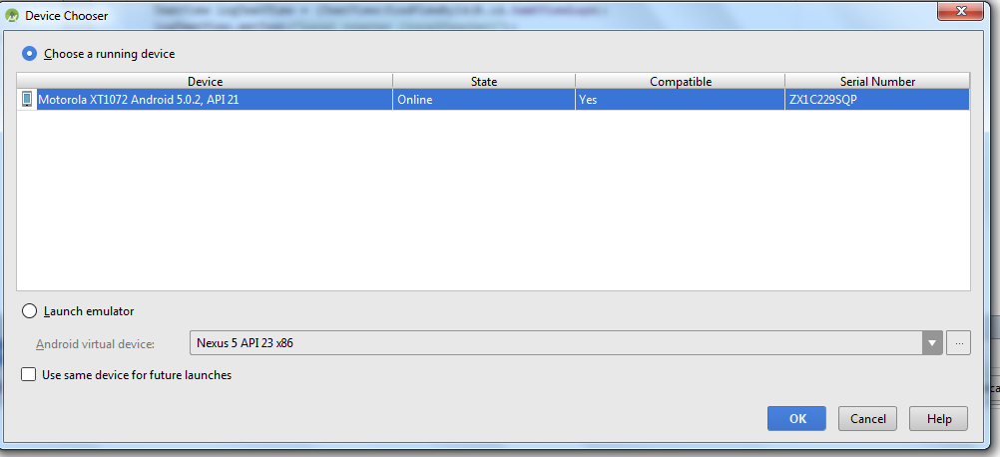 Device Chooser
Choose a running device
Device State Compatible Serial Number
Motorola XT1072 Android 5.0.2, API 21 Online Yes ZX1C229SQP
Launch emulator
Android virtual device: Nexus 5 API 23 x86 ...
Use same device for future launches
OK Cancel Help